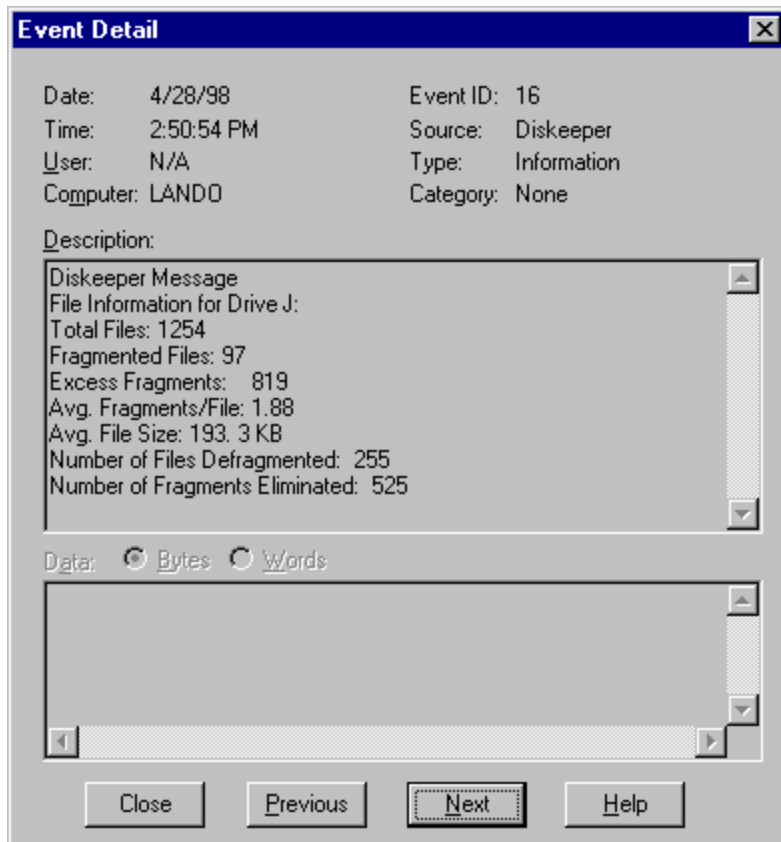 Event Detail
Date: 4/28/98 Event ID: 16
Time: 2:50:54 PM Source: Diskeeper
User: N/A Type: Information
Computer: LANDO Category: None
Description:
Diskeeper Message
File Information for Drive J:
Total Files: 1254
Fragmented Files: 97
Excess Fragments: 819
Avg. Fragments/File: 1.88
Avg. File Size: 193. 3 KB
Number of Files Defragmented: 255
Number of Fragments Eliminated: 525
Data: Bytes Words
Close Previous Next Help